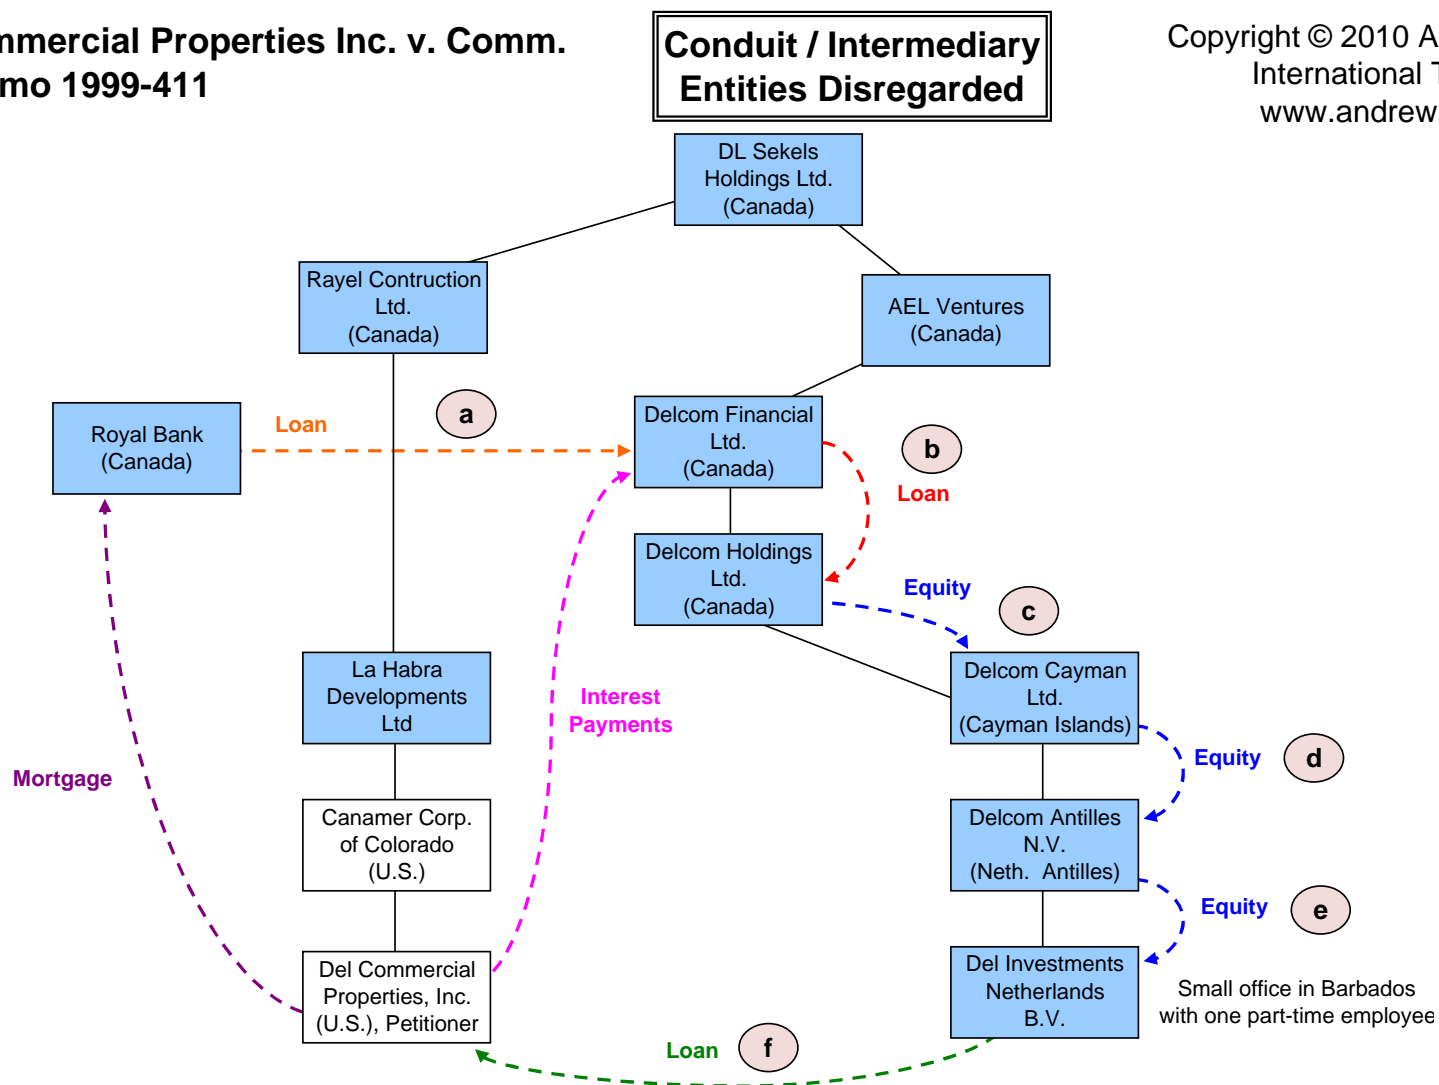 mmercial Properties Inc. v. Comm.
mo 1999-411
Conduit / Intermediary
Entities Disregarded
Copyright © 2010 A
International T
www.andrew
DL Sekels
Holdings Ltd.
(Canada)
Rayel Contruction
Ltd.
(Canada)
AEL Ventures
(Canada)
Royal Bank
(Canada)
Loan
a
Delcom Financial
Ltd.
(Canada)
b
Loan
Delcom Holdings
Ltd.
(Canada)
Equity
c
La Habra
Developments
Ltd
Interest
Payments
Delcom Cayman
Ltd.
(Cayman Islands)
Mortgage
Equity
d
Canamer Corp.
of Colorado
(U.S.)
Delcom Antilles
N.V.
(Neth. Antilles)
Equity
e
Del Commercial
Properties, Inc.
(U.S.), Petitioner
Del Investments
Netherlands
B.V.
Small office in Barbados
with one part-time employee
Loan
f